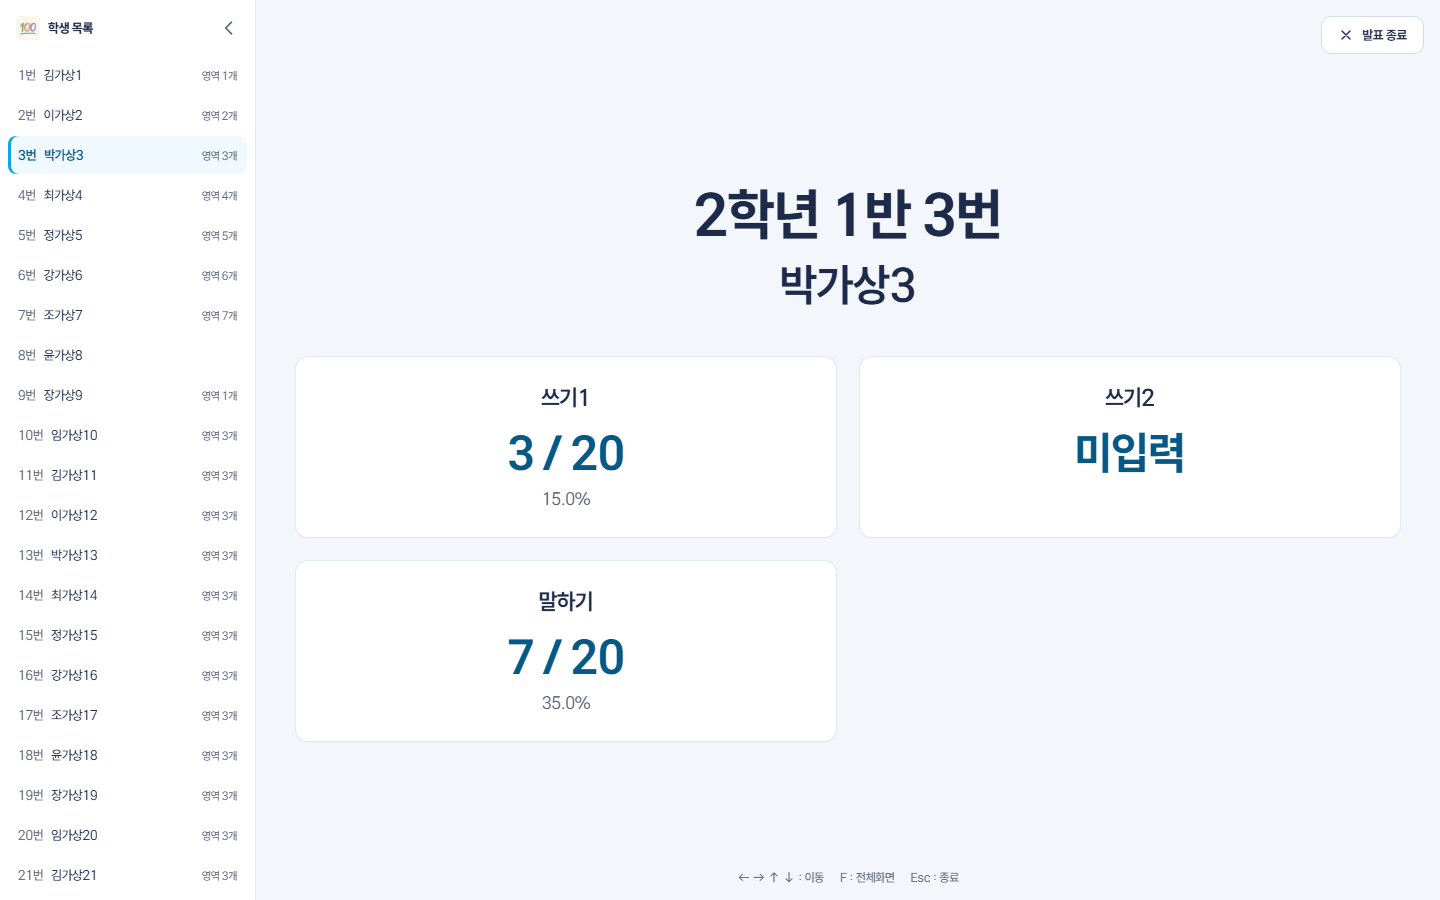 학생 목록
1번 김가상1 영역 1개
2번 이가상2 영역 2개
3번 박가상3 영역 3개
4번 최가상4 영역 4개
5번 정가상5 영역 5개
6번 강가상6 영역 6개
7번 조가상7 영역 7개
8번 윤가상8
9번 장가상9 영역 1개
10번 임가상10 영역 3개
11번 김가상11 영역 3개
12번 이가상12 영역 3개
13번 박가상13 영역 3개
14번 최가상14 영역 3개
15번 정가상15 영역 3개
16번 강가상16 영역 3개
17번 조가상17 영역 3개
18번 윤가상18 영역 3개
19번 장가상19 영역 3개
20번 임가상20 영역 3개
21번 김가상21 영역 3개
× 발표 종료
2학년 1반 3번
박가상3
쓰기1
3 / 20
15.0%
쓰기2
미입력
말하기
7 / 20
35.0%
← → ↑ ↓ : 이동 F : 전체화면 Esc : 종료